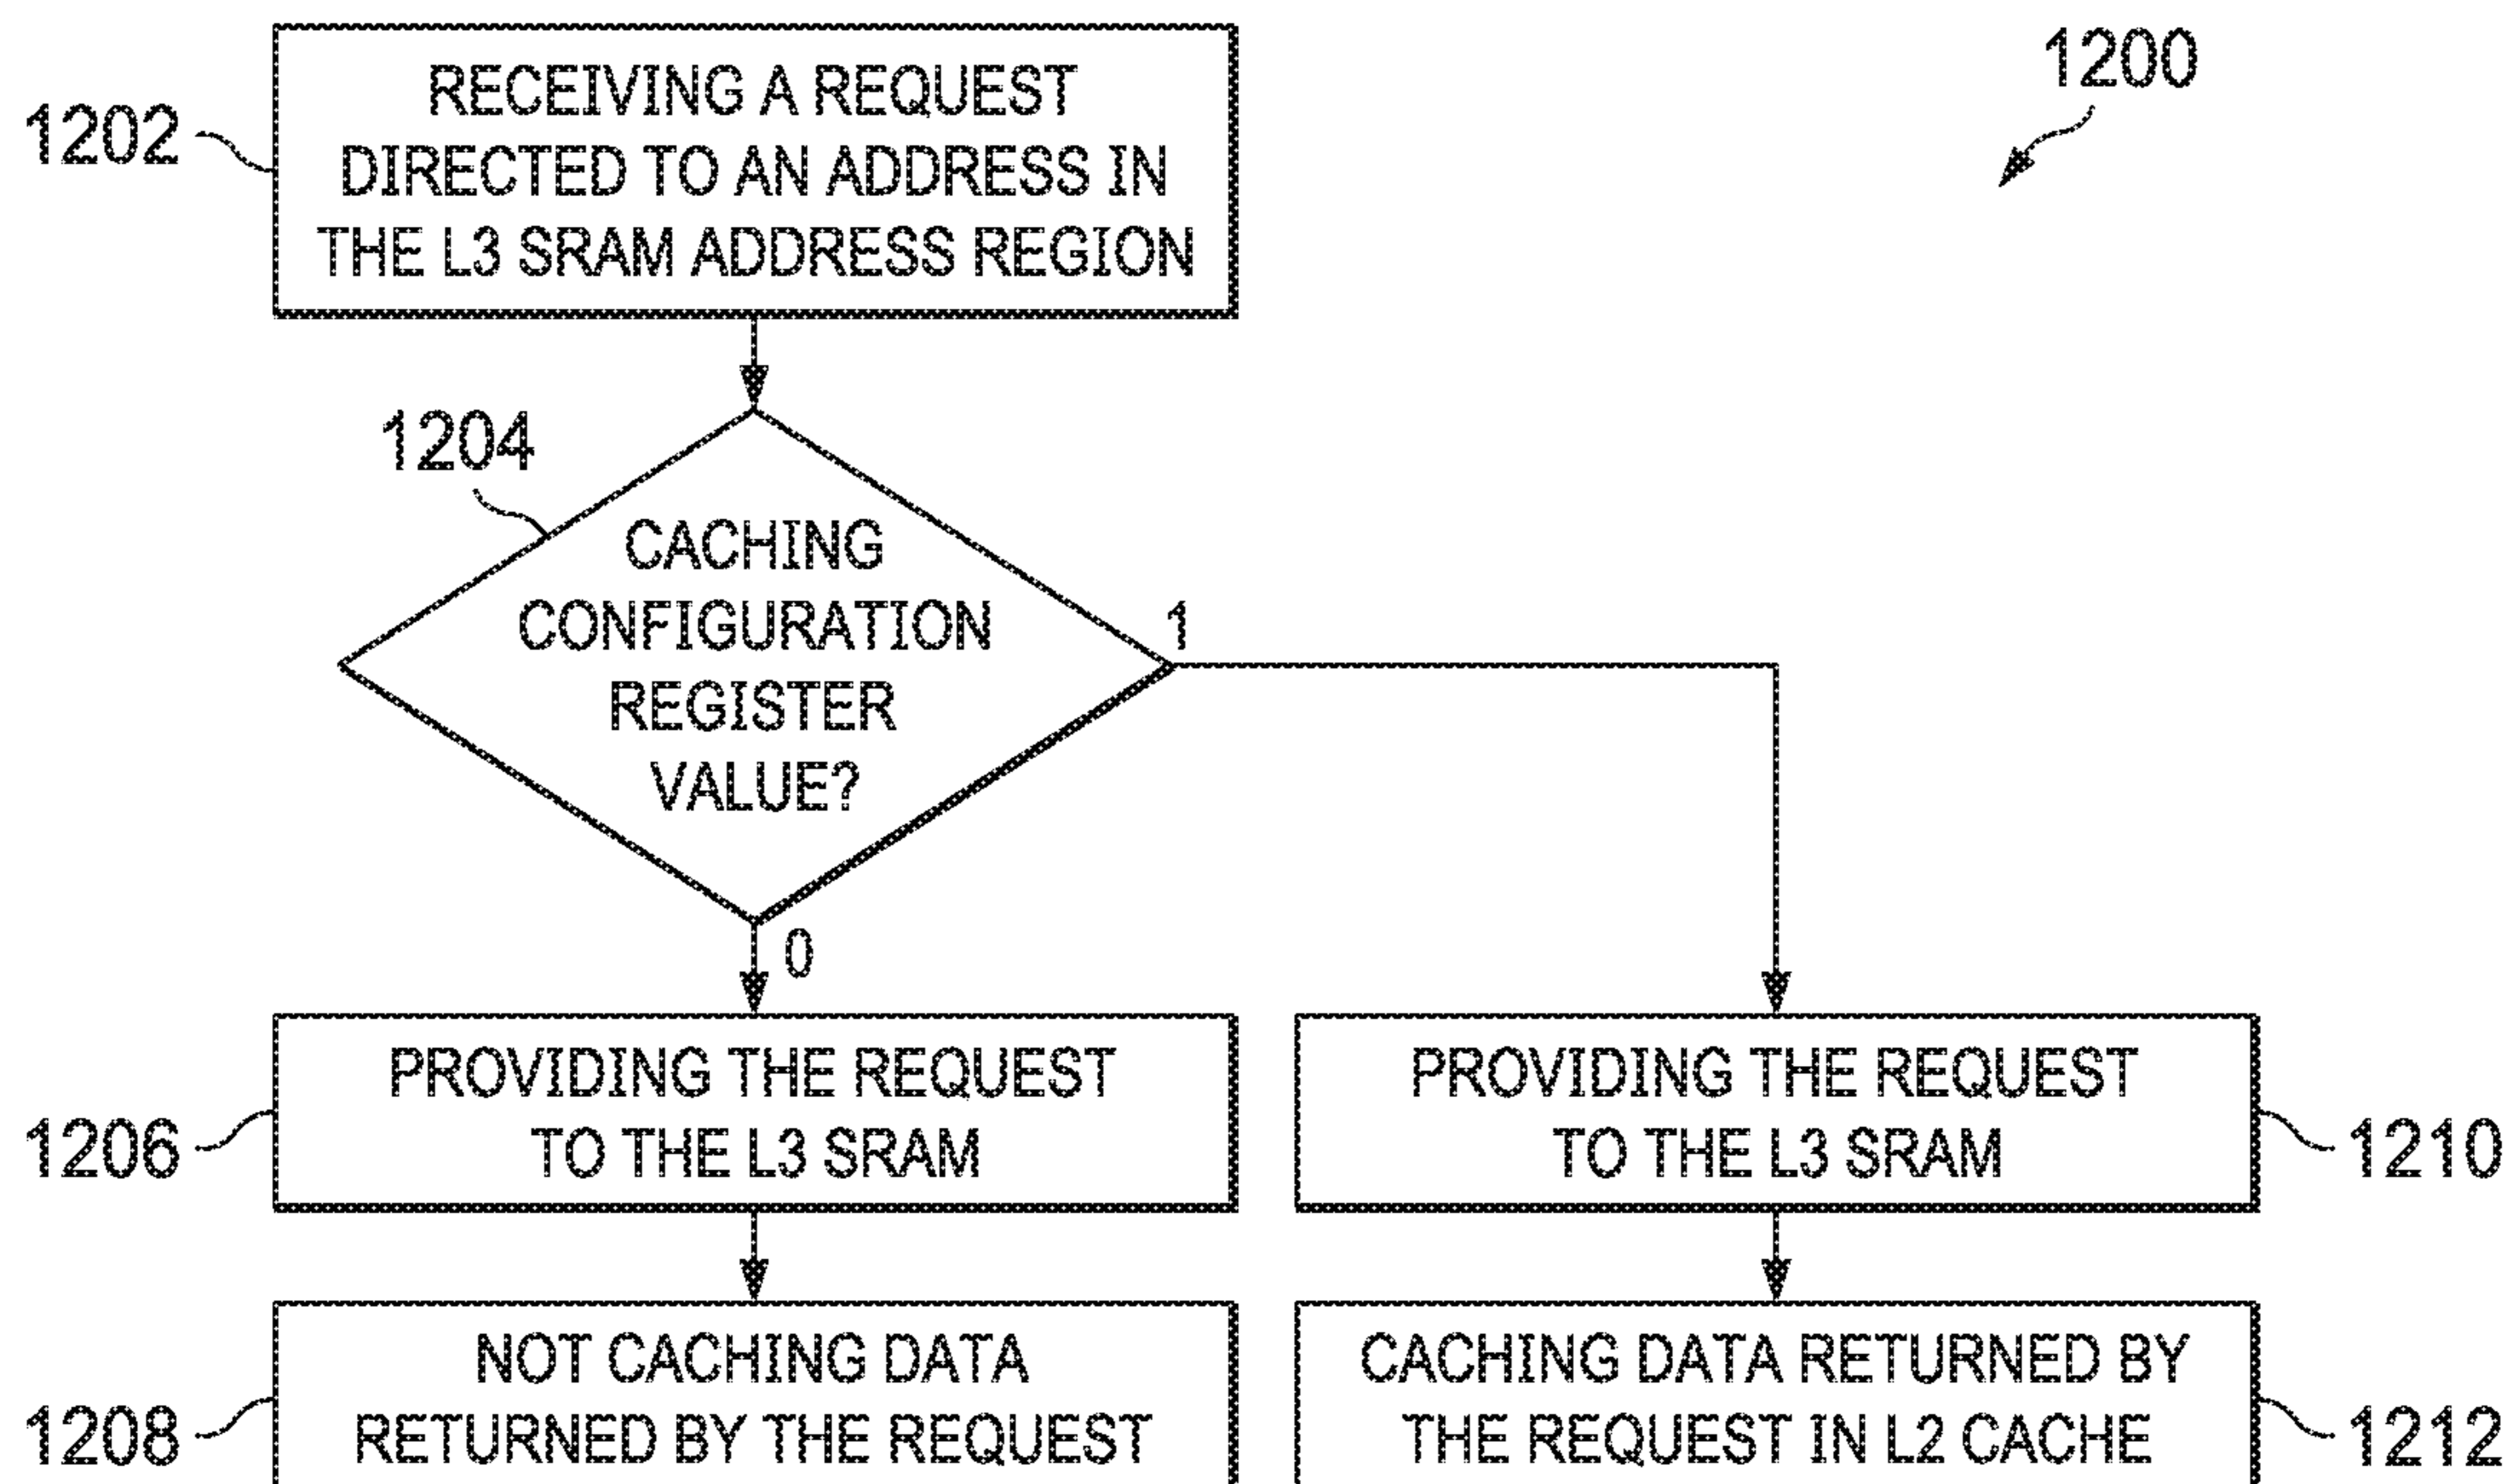 1200
1202
RECEIVING A REQUEST
DIRECTED TO AN ADDRESS IN
THE L3 SRAM ADDRESS REGION
1204
CACHING
CONFIGURATION
REGISTER
VALUE?
1
0
1206
PROVIDING THE REQUEST
TO THE L3 SRAM
PROVIDING THE REQUEST
TO THE L3 SRAM
1210
1208
NOT CACHING DATA
RETURNED BY THE REQUEST
CACHING DATA RETURNED BY
THE REQUEST IN L2 CACHE
1212